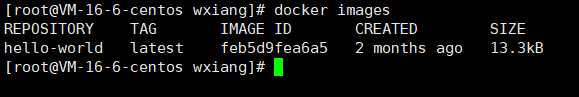 [root@VM-16-6-centos wxiang]# docker images
REPOSITORY TAG IMAGE ID CREATED SIZE
hello-world latest feb5d9fea6a5 2 months ago 13.3kB
[root@VM-16-6-centos wxiang]#